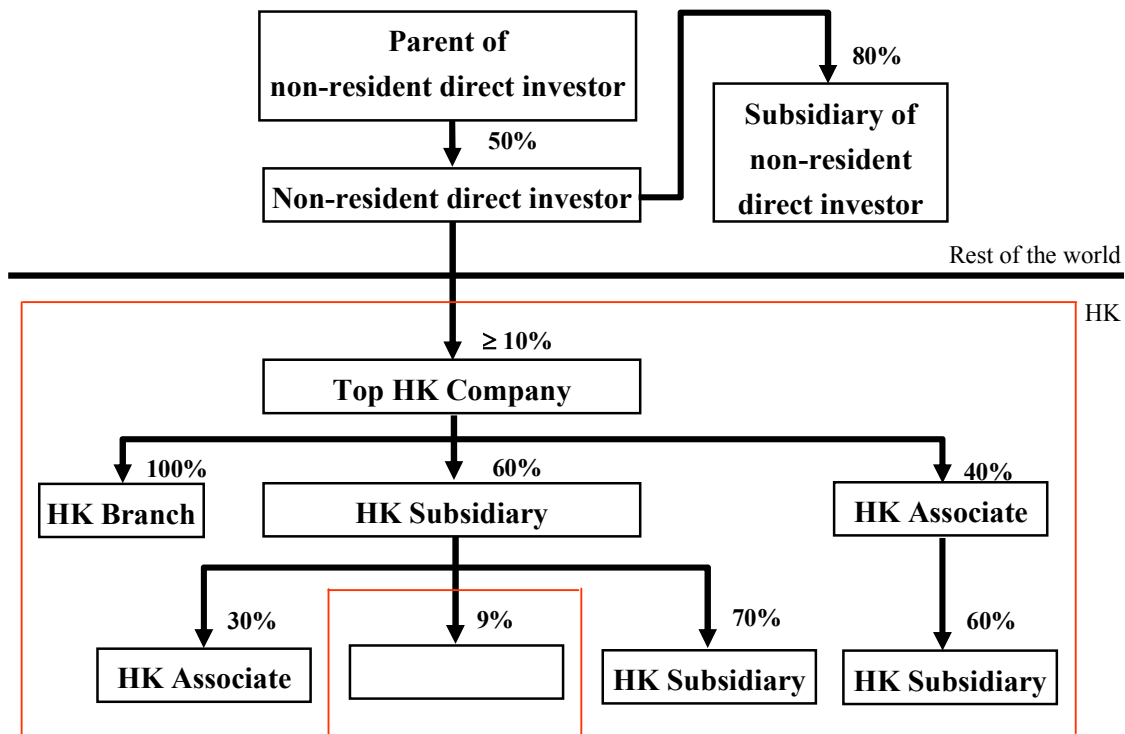 Parent of
non-resident direct investor
80%
Subsidiary of
non-resident
direct investor
50%
Non-resident direct investor
Rest of the world
HK
≥ 10%
Top HK Company
100%
60%
40%
HK Branch
HK Subsidiary
HK Associate
30%
9%
70%
60%
HK Associate
HK Subsidiary
HK Subsidiary